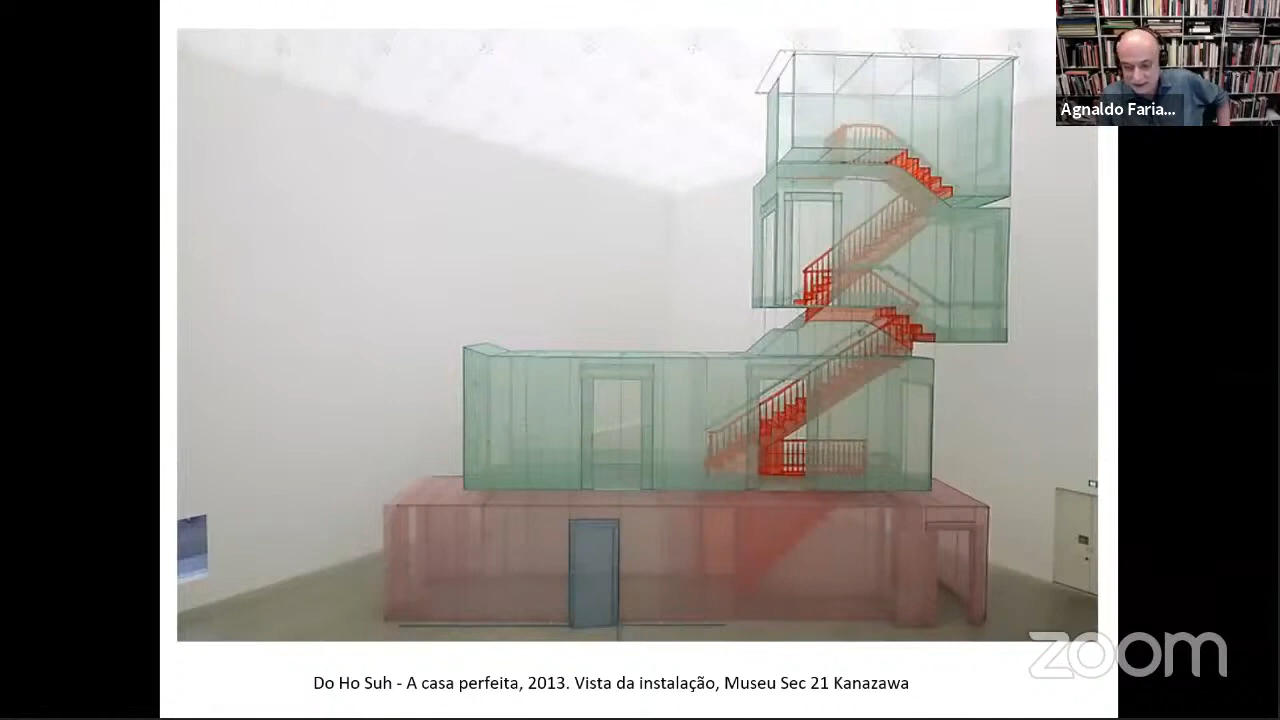 Agnaldo Faria...
zoom
Do Ho Suh - A casa perfeita, 2013. Vista da instalação, Museu Sec 21 Kanazawa